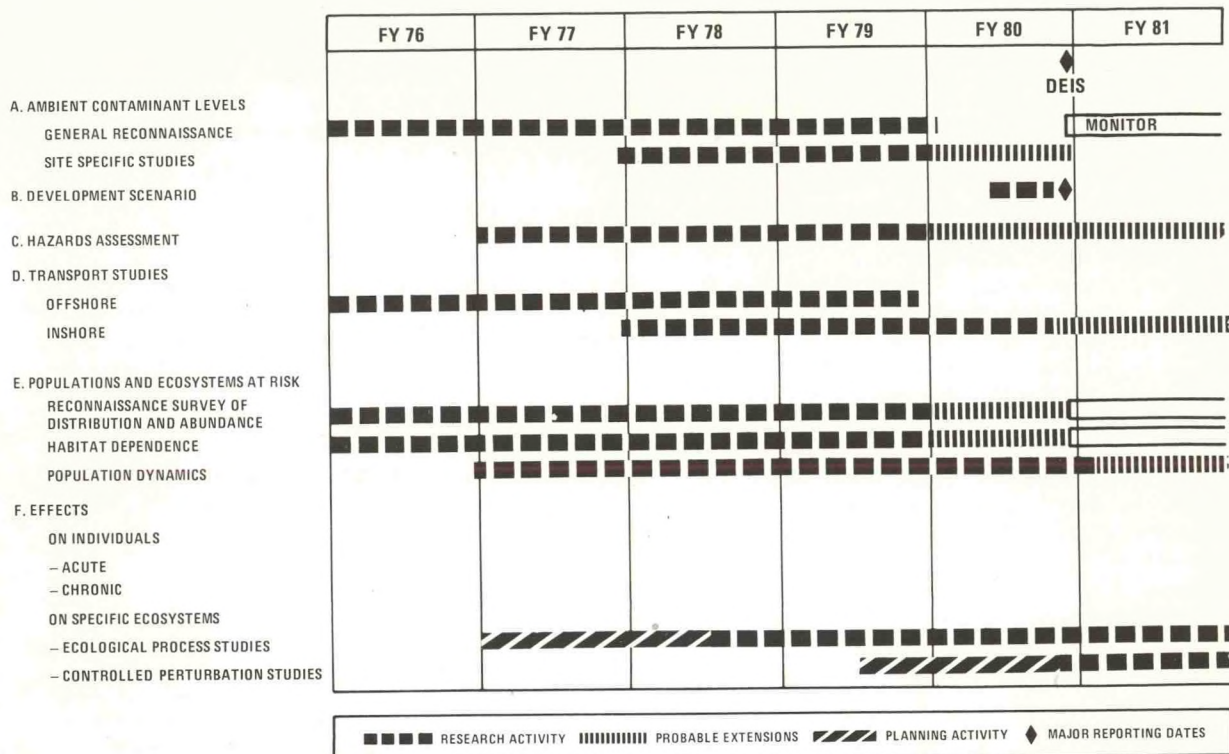 FY 76 FY 77 FY 78 FY 79 FY 80 FY 81
DEIS
A. AMBIENT CONTAMINANT LEVELS
GENERAL RECONNAISSANCE
MONITOR
SITE SPECIFIC STUDIES
B. DEVELOPMENT SCENARIO
C. HAZARDS ASSESSMENT
D. TRANSPORT STUDIES
OFFSHORE
INSHORE
E. POPULATIONS AND ECOSYSTEMS AT RISK
RECONNAISSANCE SURVEY OF
DISTRIBUTION AND ABUNDANCE
HABITAT DEPENDENCE
POPULATION DYNAMICS
F. EFFECTS
ON INDIVIDUALS
– ACUTE
– CHRONIC
ON SPECIFIC ECOSYSTEMS
– ECOLOGICAL PROCESS STUDIES
– CONTROLLED PERTURBATION STUDIES
RESEARCH ACTIVITY PROBABLE EXTENSIONS PLANNING ACTIVITY MAJOR REPORTING DATES